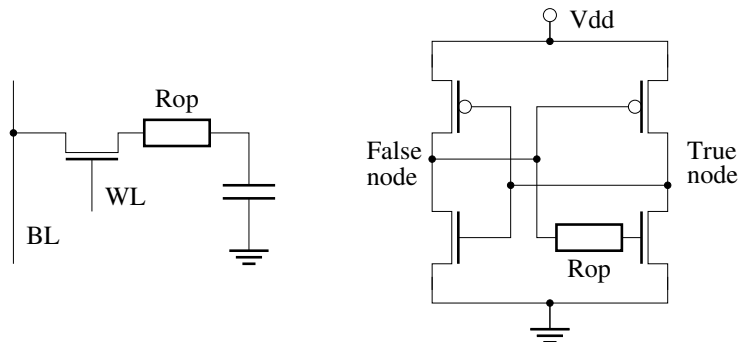 Vdd
Rop
False
node
True
node
WL
BL
Rop